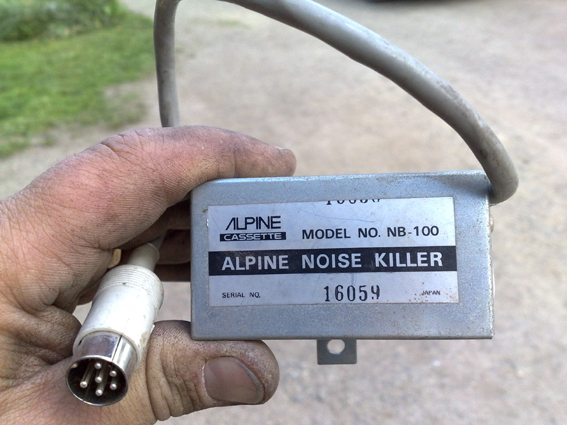 ALPINE
CASSETTE
MODEL NO. NB-100
ALPINE NOISE KILLER
SERIAL NO. 16059 JAPAN